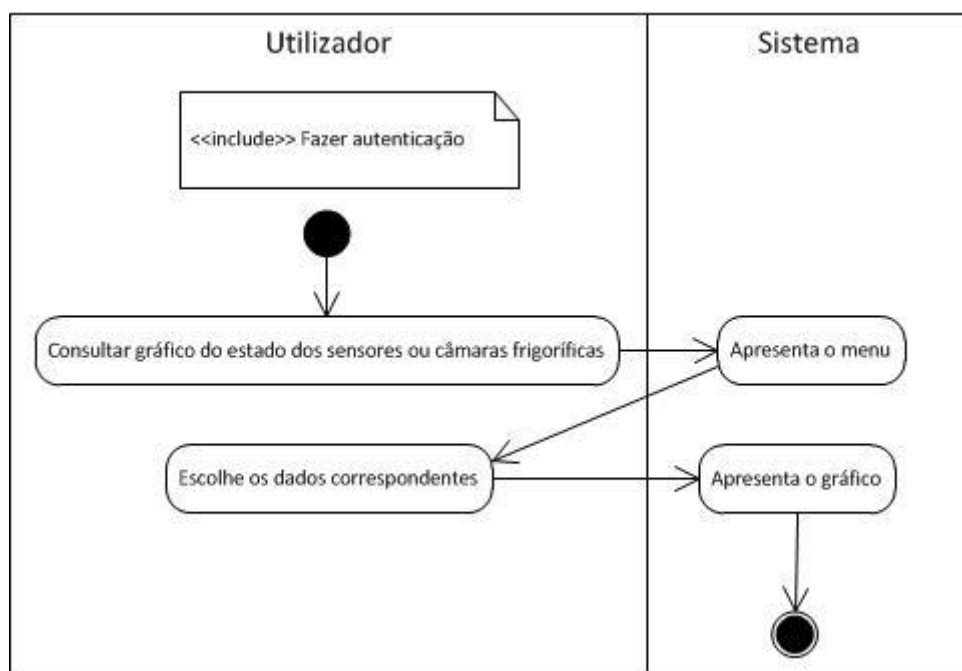 Utilizador
Sistema
<<include>> Fazer autenticação
Consultar gráfico do estado dos sensores ou câmaras frigoríficas
Apresenta o menu
Escolhe os dados correspondentes
Apresenta o gráfico